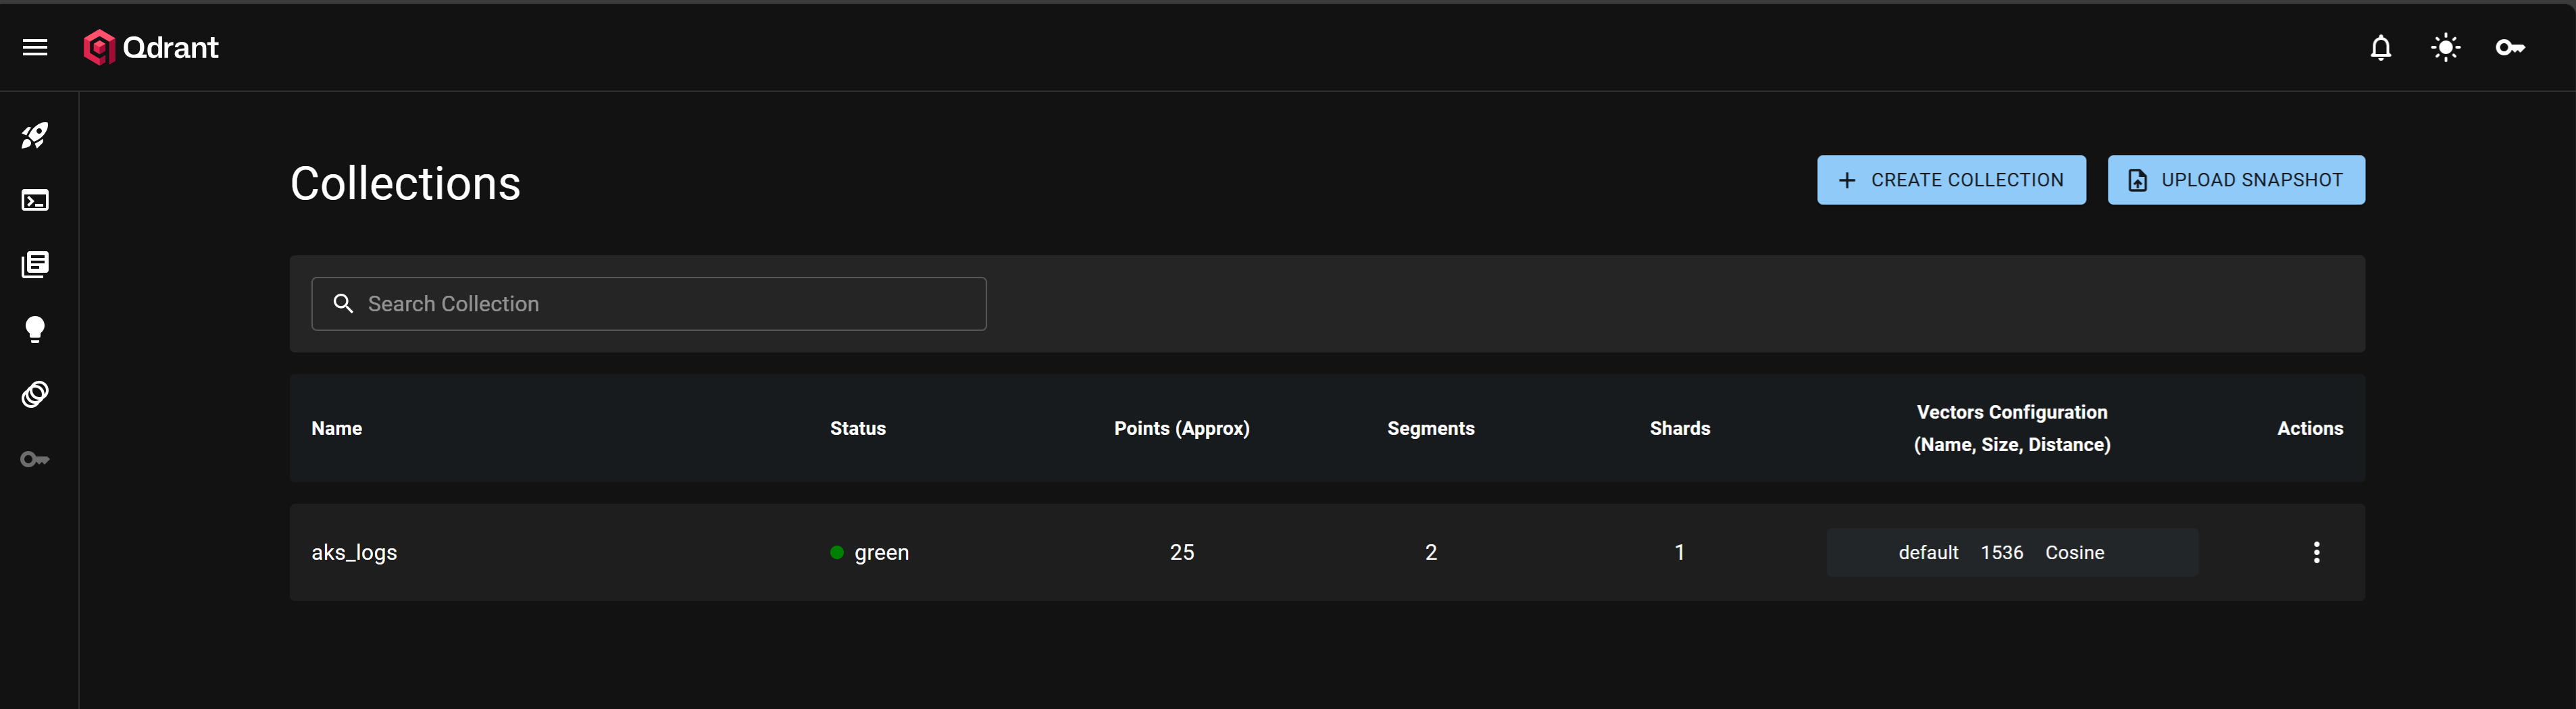 Qdrant
Collections
CREATE COLLECTION
UPLOAD SNAPSHOT
Search Collection
Name Status Points (Approx) Segments Shards Vectors Configuration (Name, Size, Distance) Actions
aks_logs green 25 2 1 default 1536 Cosine